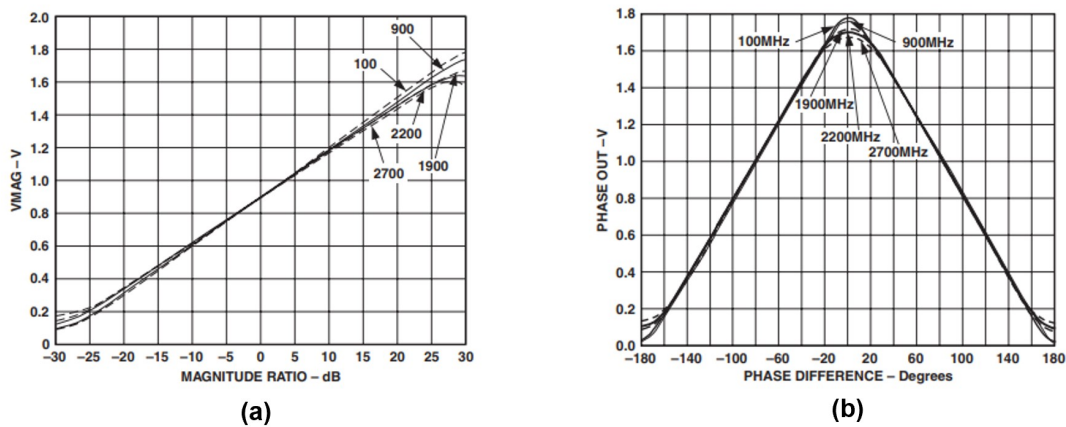 2.0
1.8
1.6
1.4
1.2
1.0
0.8
0.6
0.4
0.2
0
VMAG – V
900
100
2200
1900
2700
–30 –25 –20 –15 –10 –5 0 5 10 15 20 25 30
MAGNITUDE RATIO – dB
(a)
1.8
1.6
1.4
1.2
1.0
0.8
0.6
0.4
0.2
0
PHASE OUT – V
100MHz
900MHz
1900MHz
2200MHz
2700MHz
–180 –140 –100 –60 –20 20 60 100 140 180
PHASE DIFFERENCE – Degrees
(b)